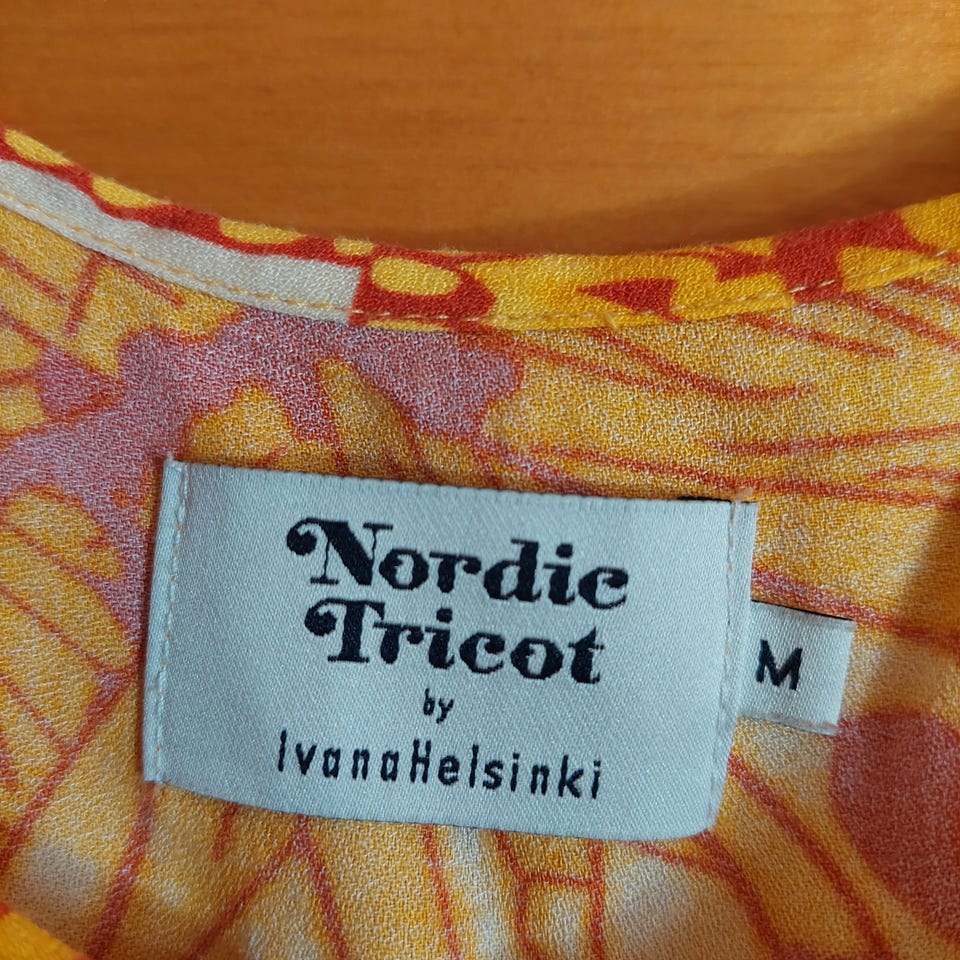 Nordic
Tricot
by
IvanaHelsinki
M